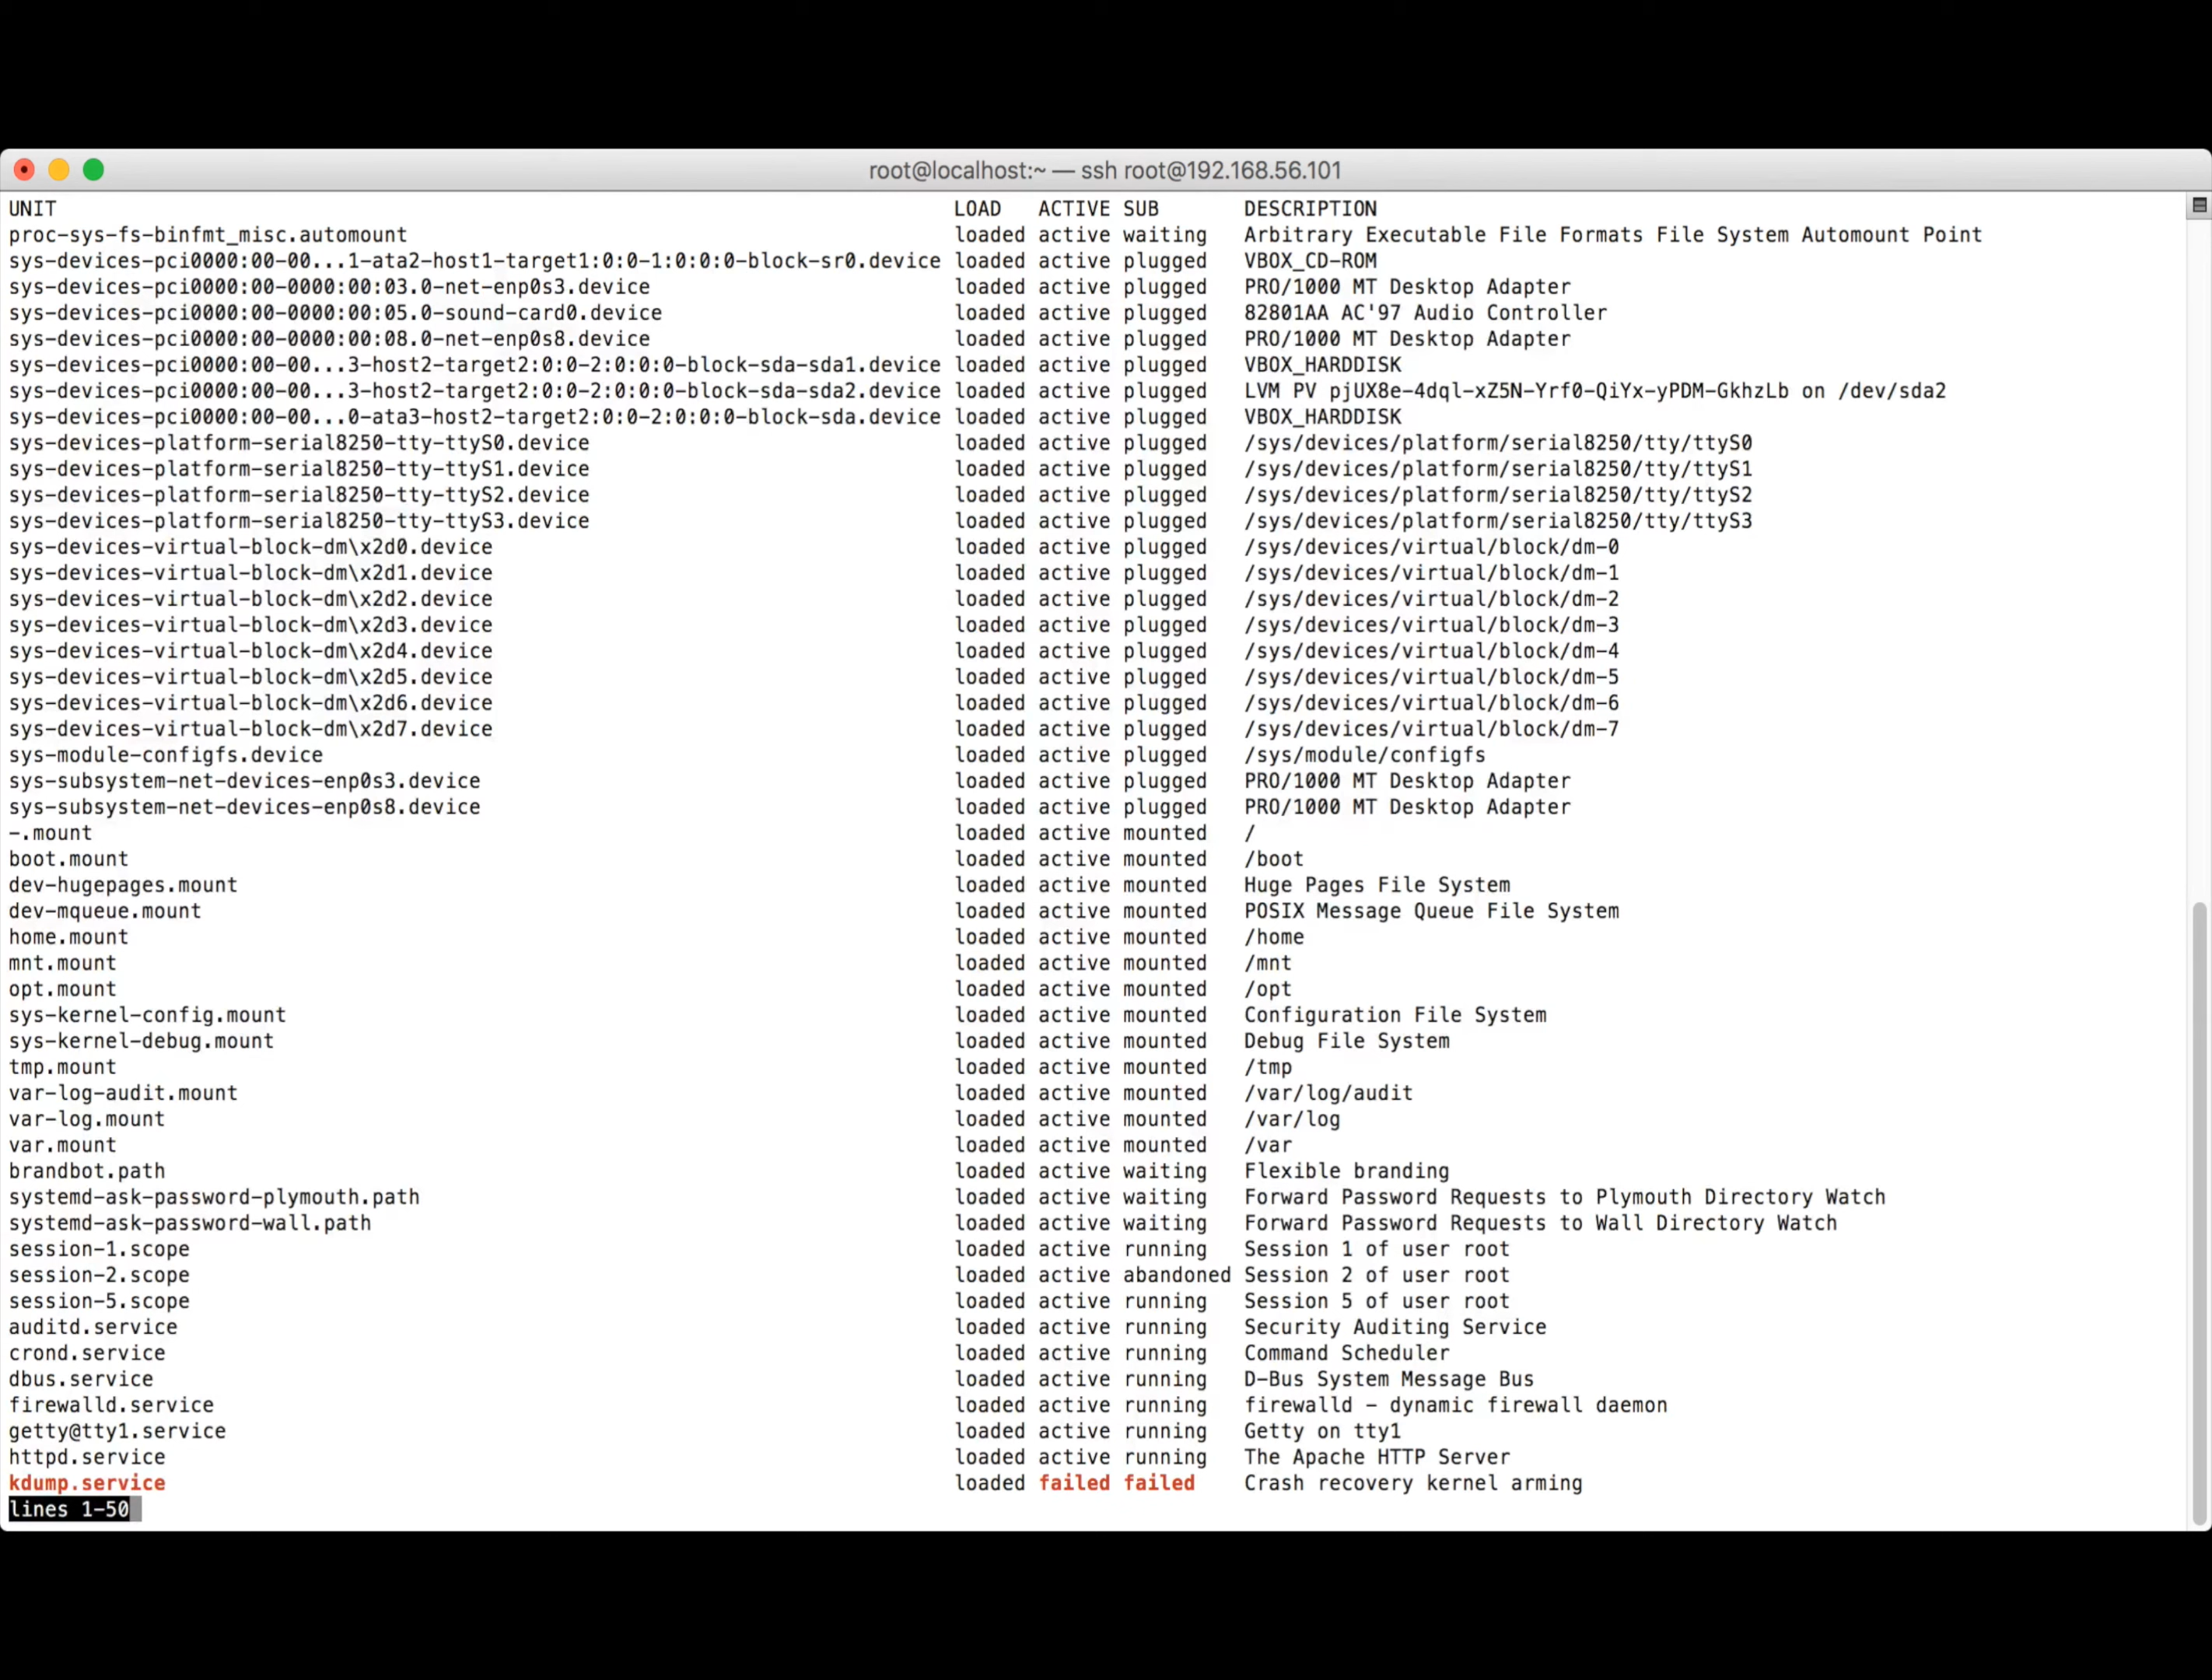 root@localhost:~ — ssh root@192.168.56.101
UNIT LOAD ACTIVE SUB DESCRIPTION
proc-sys-fs-binfmt_misc.automount loaded active waiting Arbitrary Executable File Formats File System Automount Point
sys-devices-pci0000:00-00...1-ata2-host1-target1:0:0-1:0:0:0-block-sr0.device loaded active plugged VBOX_CD-ROM
sys-devices-pci0000:00-0000:00:03.0-net-enp0s3.device loaded active plugged PRO/1000 MT Desktop Adapter
sys-devices-pci0000:00-0000:00:05.0-sound-card0.device loaded active plugged 82801AA AC'97 Audio Controller
sys-devices-pci0000:00-0000:00:08.0-net-enp0s8.device loaded active plugged PRO/1000 MT Desktop Adapter
sys-devices-pci0000:00-00...3-host2-target2:0:0-2:0:0:0-block-sda-sda1.device loaded active plugged VBOX_HARDDISK
sys-devices-pci0000:00-00...3-host2-target2:0:0-2:0:0:0-block-sda-sda2.device loaded active plugged LVM PV pjUX8e-4dql-xZ5N-Yrf0-QiYx-yPDM-GkhzLb on /dev/sda2
sys-devices-pci0000:00-00...0-ata3-host2-target2:0:0-2:0:0:0-block-sda.device loaded active plugged VBOX_HARDDISK
sys-devices-platform-serial8250-tty-ttyS0.device loaded active plugged /sys/devices/platform/serial8250/tty/ttyS0
sys-devices-platform-serial8250-tty-ttyS1.device loaded active plugged /sys/devices/platform/serial8250/tty/ttyS1
sys-devices-platform-serial8250-tty-ttyS2.device loaded active plugged /sys/devices/platform/serial8250/tty/ttyS2
sys-devices-platform-serial8250-tty-ttyS3.device loaded active plugged /sys/devices/platform/serial8250/tty/ttyS3
sys-devices-virtual-block-dm\x2d0.device loaded active plugged /sys/devices/virtual/block/dm-0
sys-devices-virtual-block-dm\x2d1.device loaded active plugged /sys/devices/virtual/block/dm-1
sys-devices-virtual-block-dm\x2d2.device loaded active plugged /sys/devices/virtual/block/dm-2
sys-devices-virtual-block-dm\x2d3.device loaded active plugged /sys/devices/virtual/block/dm-3
sys-devices-virtual-block-dm\x2d4.device loaded active plugged /sys/devices/virtual/block/dm-4
sys-devices-virtual-block-dm\x2d5.device loaded active plugged /sys/devices/virtual/block/dm-5
sys-devices-virtual-block-dm\x2d6.device loaded active plugged /sys/devices/virtual/block/dm-6
sys-devices-virtual-block-dm\x2d7.device loaded active plugged /sys/devices/virtual/block/dm-7
sys-module-configfs.device loaded active plugged /sys/module/configfs
sys-subsystem-net-devices-enp0s3.device loaded active plugged PRO/1000 MT Desktop Adapter
sys-subsystem-net-devices-enp0s8.device loaded active plugged PRO/1000 MT Desktop Adapter
-.mount loaded active mounted /
boot.mount loaded active mounted /boot
dev-hugepages.mount loaded active mounted Huge Pages File System
dev-mqueue.mount loaded active mounted POSIX Message Queue File System
home.mount loaded active mounted /home
mnt.mount loaded active mounted /mnt
opt.mount loaded active mounted /opt
sys-kernel-config.mount loaded active mounted Configuration File System
sys-kernel-debug.mount loaded active mounted Debug File System
tmp.mount loaded active mounted /tmp
var-log-audit.mount loaded active mounted /var/log/audit
var-log.mount loaded active mounted /var/log
var.mount loaded active mounted /var
brandbot.path loaded active waiting Flexible branding
systemd-ask-password-plymouth.path loaded active waiting Forward Password Requests to Plymouth Directory Watch
systemd-ask-password-wall.path loaded active waiting Forward Password Requests to Wall Directory Watch
session-1.scope loaded active running Session 1 of user root
session-2.scope loaded active abandoned Session 2 of user root
session-5.scope loaded active running Session 5 of user root
auditd.service loaded active running Security Auditing Service
crond.service loaded active running Command Scheduler
dbus.service loaded active running D-Bus System Message Bus
firewalld.service loaded active running firewalld - dynamic firewall daemon
getty@tty1.service loaded active running Getty on tty1
httpd.service loaded active running The Apache HTTP Server
kdump.service loaded failed failed Crash recovery kernel arming
lines 1-50